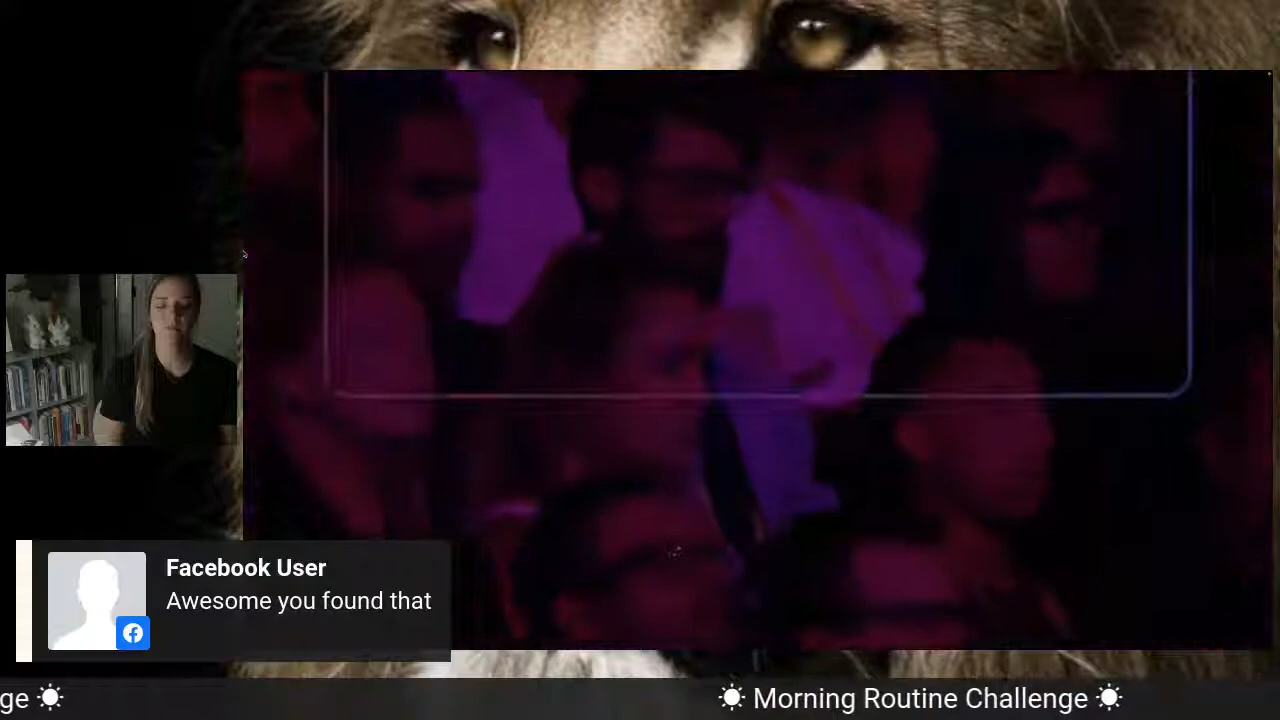 Facebook User
Awesome you found that
ge ☀ ☀ Morning Routine Challenge ☀